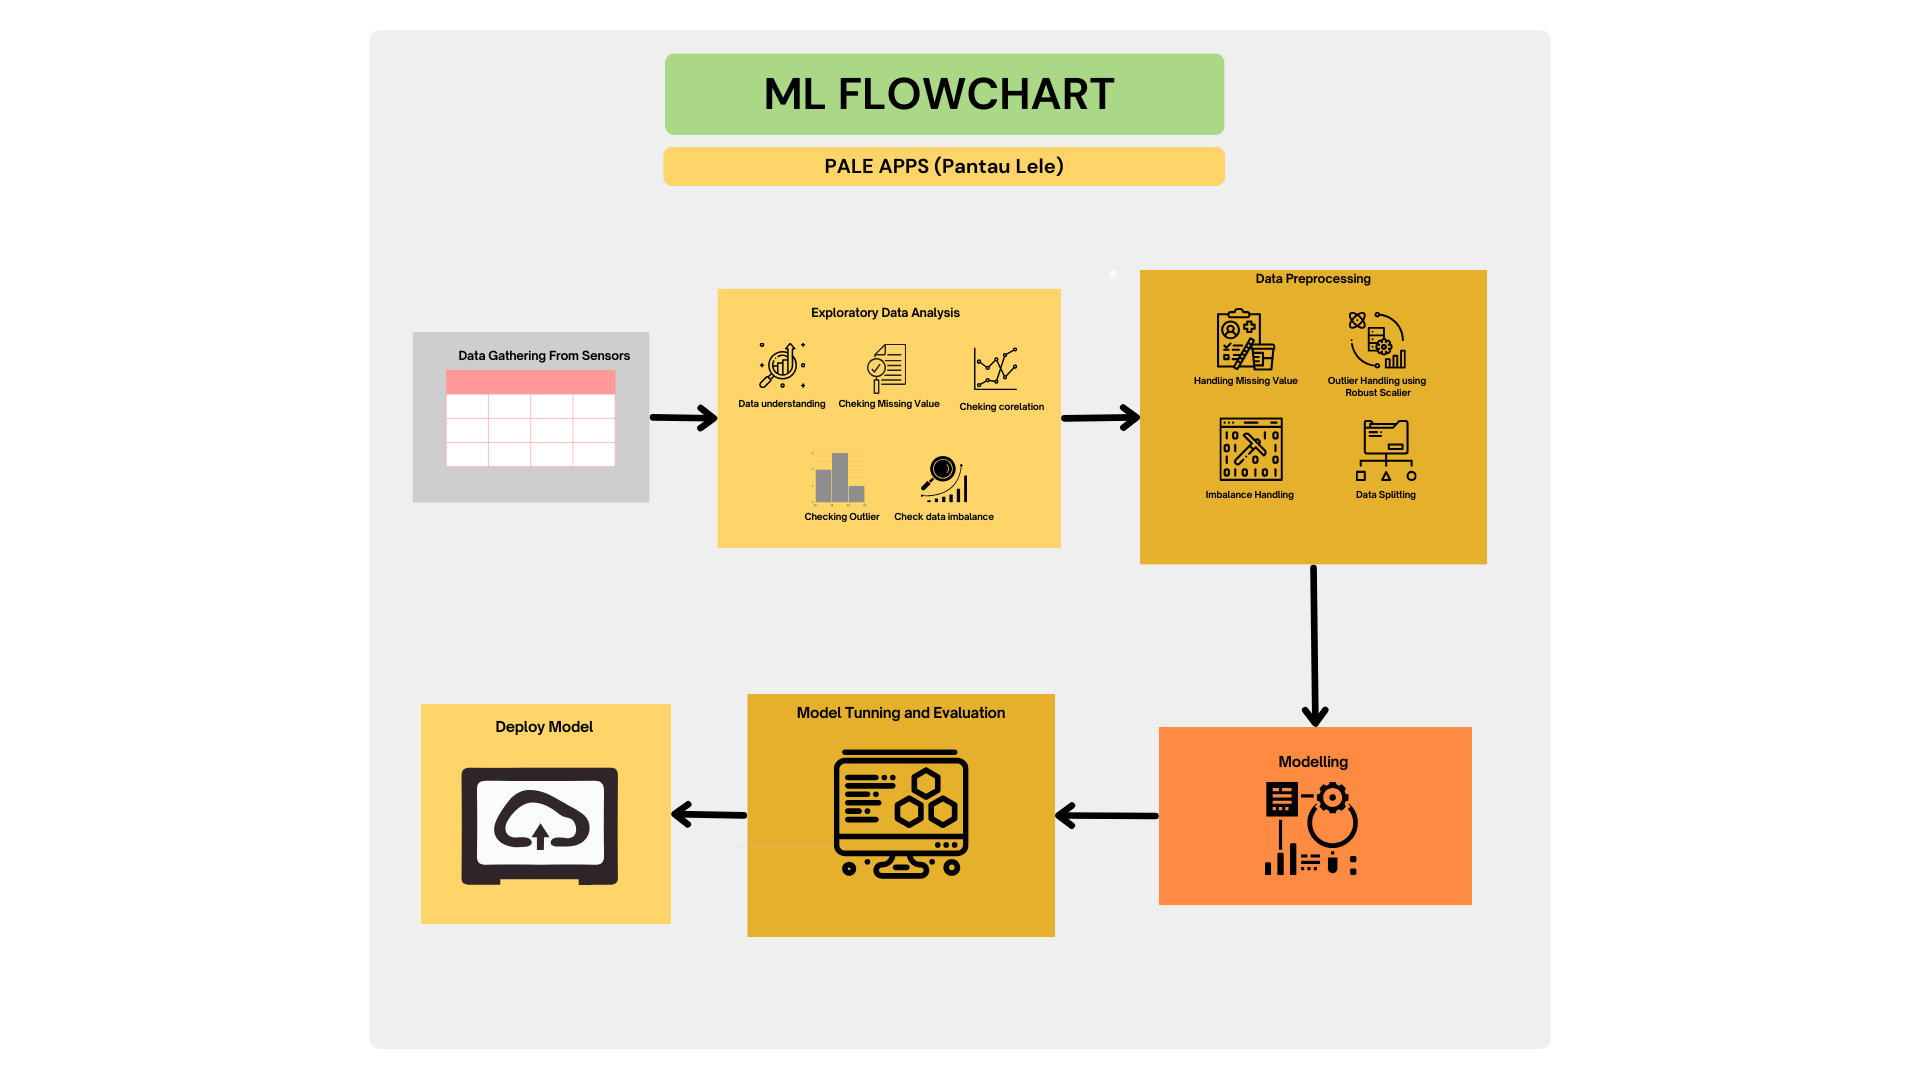 ML FLOWCHART
PALE APPS (Pantau Lele)
Data Gathering From Sensors
Exploratory Data Analysis
Data understanding
Cheking Missing Value
Cheking corelation
Checking Outlier
Check data imbalance
Data Preprocessing
Handling Missing Value
Outlier Handling using
Robust Scalier
Imbalance Handling
Data Splitting
Modelling
Model Tunning and Evaluation
Deploy Model